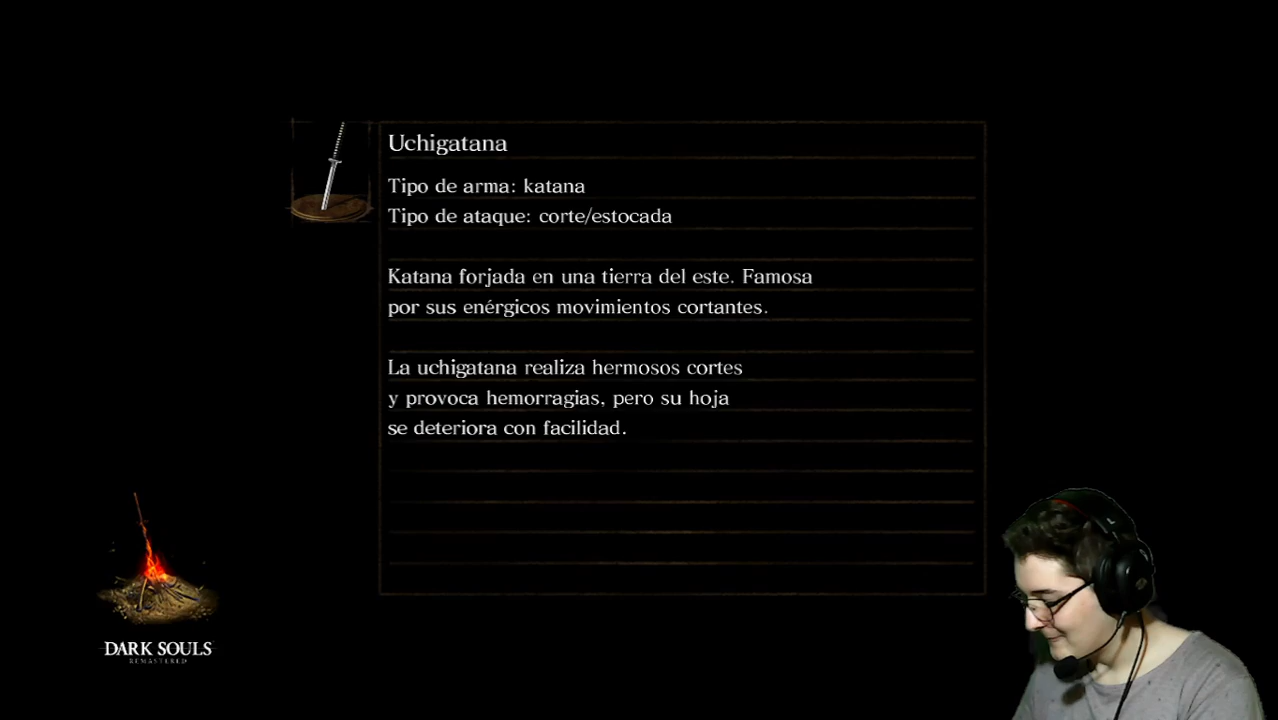 Uchigatana
Tipo de arma: katana
Tipo de ataque: corte/estocada
Katana forjada en una tierra del este. Famosa
por sus enérgicos movimientos cortantes.
La uchigatana realiza hermosos cortes
y provoca hemorragias, pero su hoja
se deteriora con facilidad.
DARK SOULS
REMASTERED